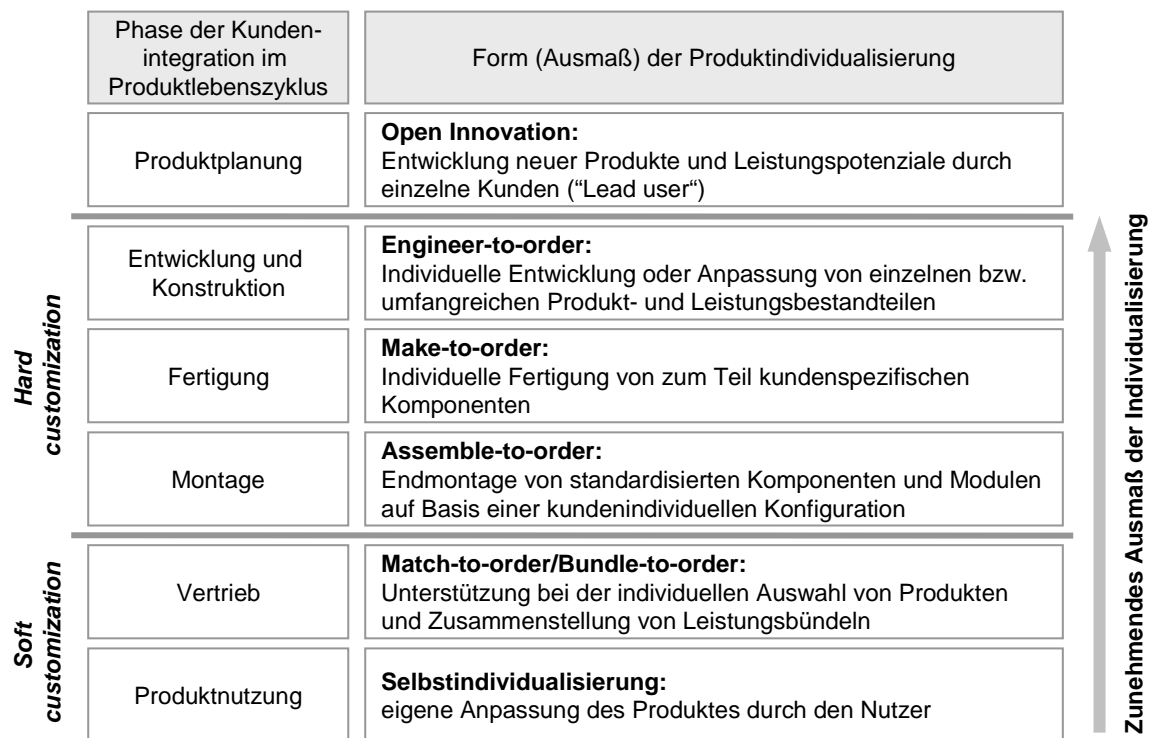 Phase der Kunden-
integration im
Produktlebenszyklus
Form (Ausmaß) der Produktindividualisierung
Produktplanung
Open Innovation:
Entwicklung neuer Produkte und Leistungspotenziale durch
einzelne Kunden (“Lead user“)
Hard
customization
Entwicklung und
Konstruktion
Engineer-to-order:
Individuelle Entwicklung oder Anpassung von einzelnen bzw.
umfangreichen Produkt- und Leistungsbestandteilen
Fertigung
Make-to-order:
Individuelle Fertigung von zum Teil kundenspezifischen
Komponenten
Montage
Assemble-to-order:
Endmontage von standardisierten Komponenten und Modulen
auf Basis einer kundenindividuellen Konfiguration
Soft
customization
Vertrieb
Match-to-order/Bundle-to-order:
Unterstützung bei der individuellen Auswahl von Produkten
und Zusammenstellung von Leistungsbündeln
Produktnutzung
Selbstindividualisierung:
eigene Anpassung des Produktes durch den Nutzer
Zunehmendes Ausmaß der Individualisierung